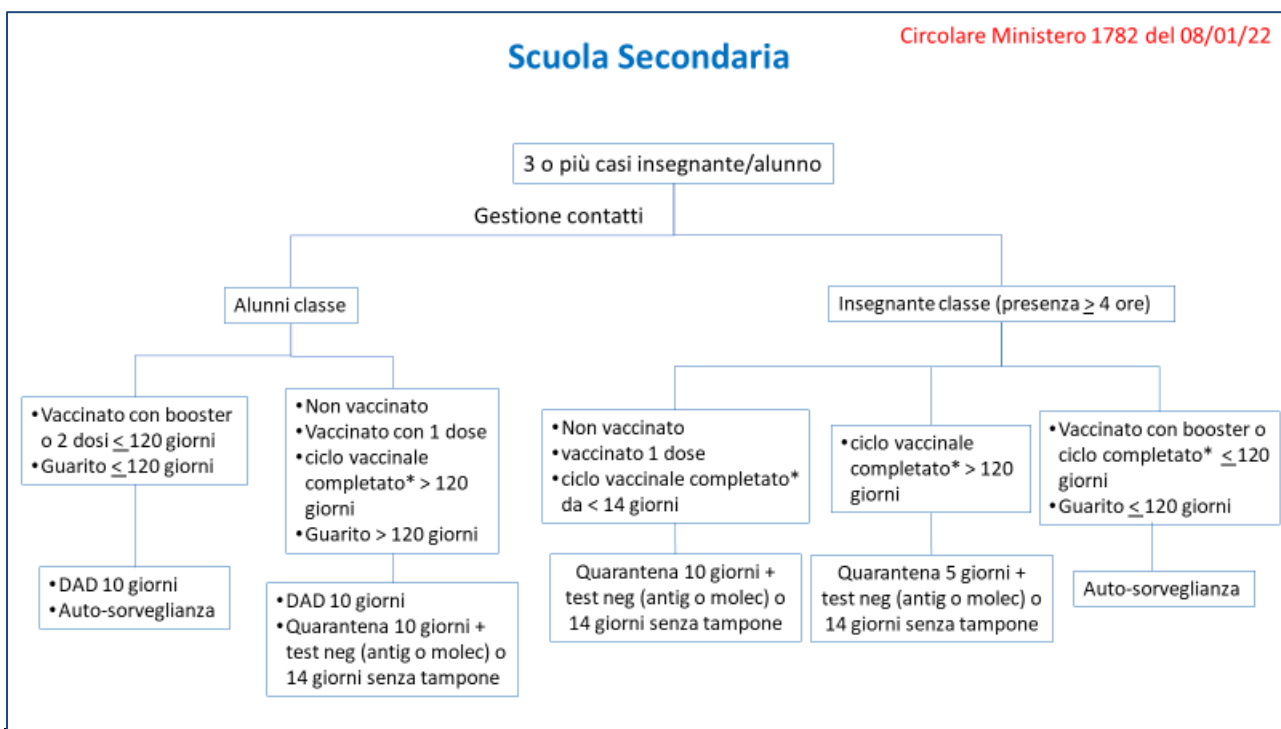 Circolare Ministero 1782 del 08/01/22
Scuola Secondaria
3 o più casi insegnante/alunno
Gestione contatti
Alunni classe
Insegnante classe (presenza > 4 ore)
•Vaccinato con booster
o 2 dosi < 120 giorni
•Guarito < 120 giorni
•Non vaccinato
•Vaccinato con 1 dose
•ciclo vaccinale
completato* > 120
giorni
•Guarito > 120 giorni
•Non vaccinato
•vaccinato 1 dose
•ciclo vaccinale completato*
da < 14 giorni
•ciclo vaccinale
completato* > 120
giorni
•Vaccinato con booster o
ciclo completato* < 120
giorni
•Guarito < 120 giorni
•DAD 10 giorni
•Auto-sorveglianza
•DAD 10 giorni
•Quarantena 10 giorni +
test neg (antig o molec) o
14 giorni senza tampone
Quarantena 10 giorni +
test neg (antig o molec) o
14 giorni senza tampone
Quarantena 5 giorni +
test neg (antig o molec) o
14 giorni senza tampone
Auto-sorveglianza